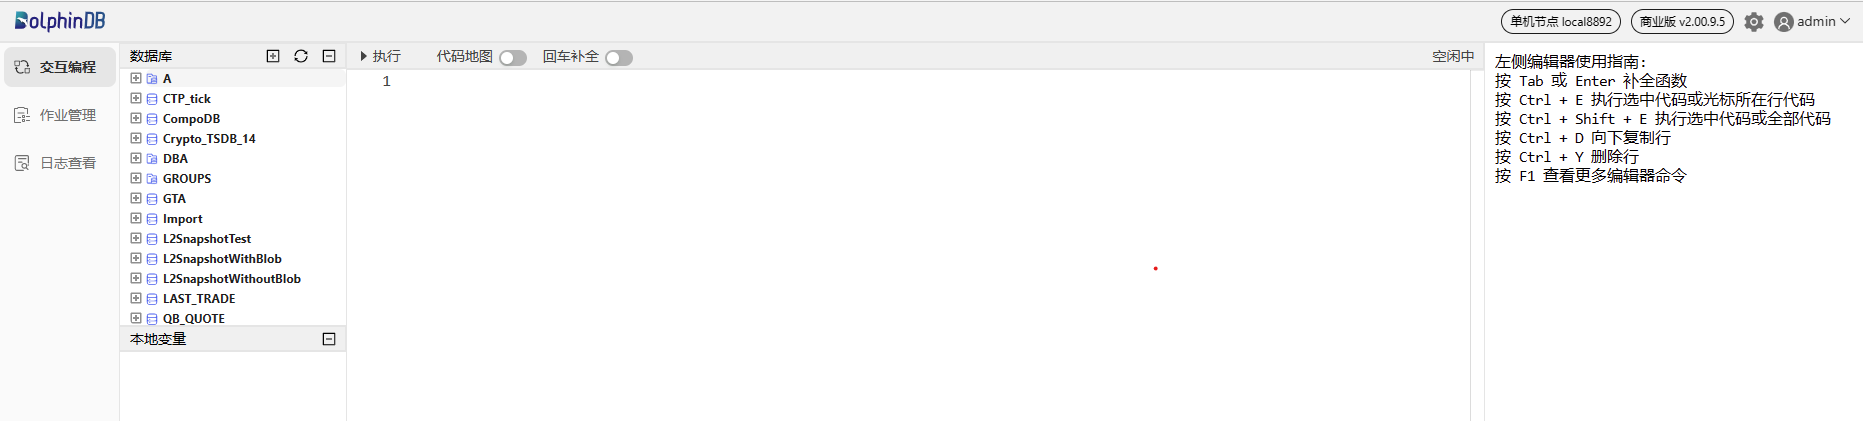 DolphinDB
单机节点 local8892
商业版 v2.00.9.5
admin
交互编程
作业管理
日志查看
数据库
A
CTP_tick
CompoDB
Crypto_TSDB_14
DBA
GROUPS
GTA
Import
L2SnapshotTest
L2SnapshotWithBlob
L2SnapshotWithoutBlob
LAST_TRADE
QB_QUOTE
本地变量
执行
代码地图
回车补全
空闲中
1
左侧编辑器使用指南:
按 Tab 或 Enter 补全函数
按 Ctrl + E 执行选中代码或光标所在行代码
按 Ctrl + Shift + E 执行选中代码或全部代码
按 Ctrl + D 向下复制行
按 Ctrl + Y 删除行
按 F1 查看更多编辑器命令